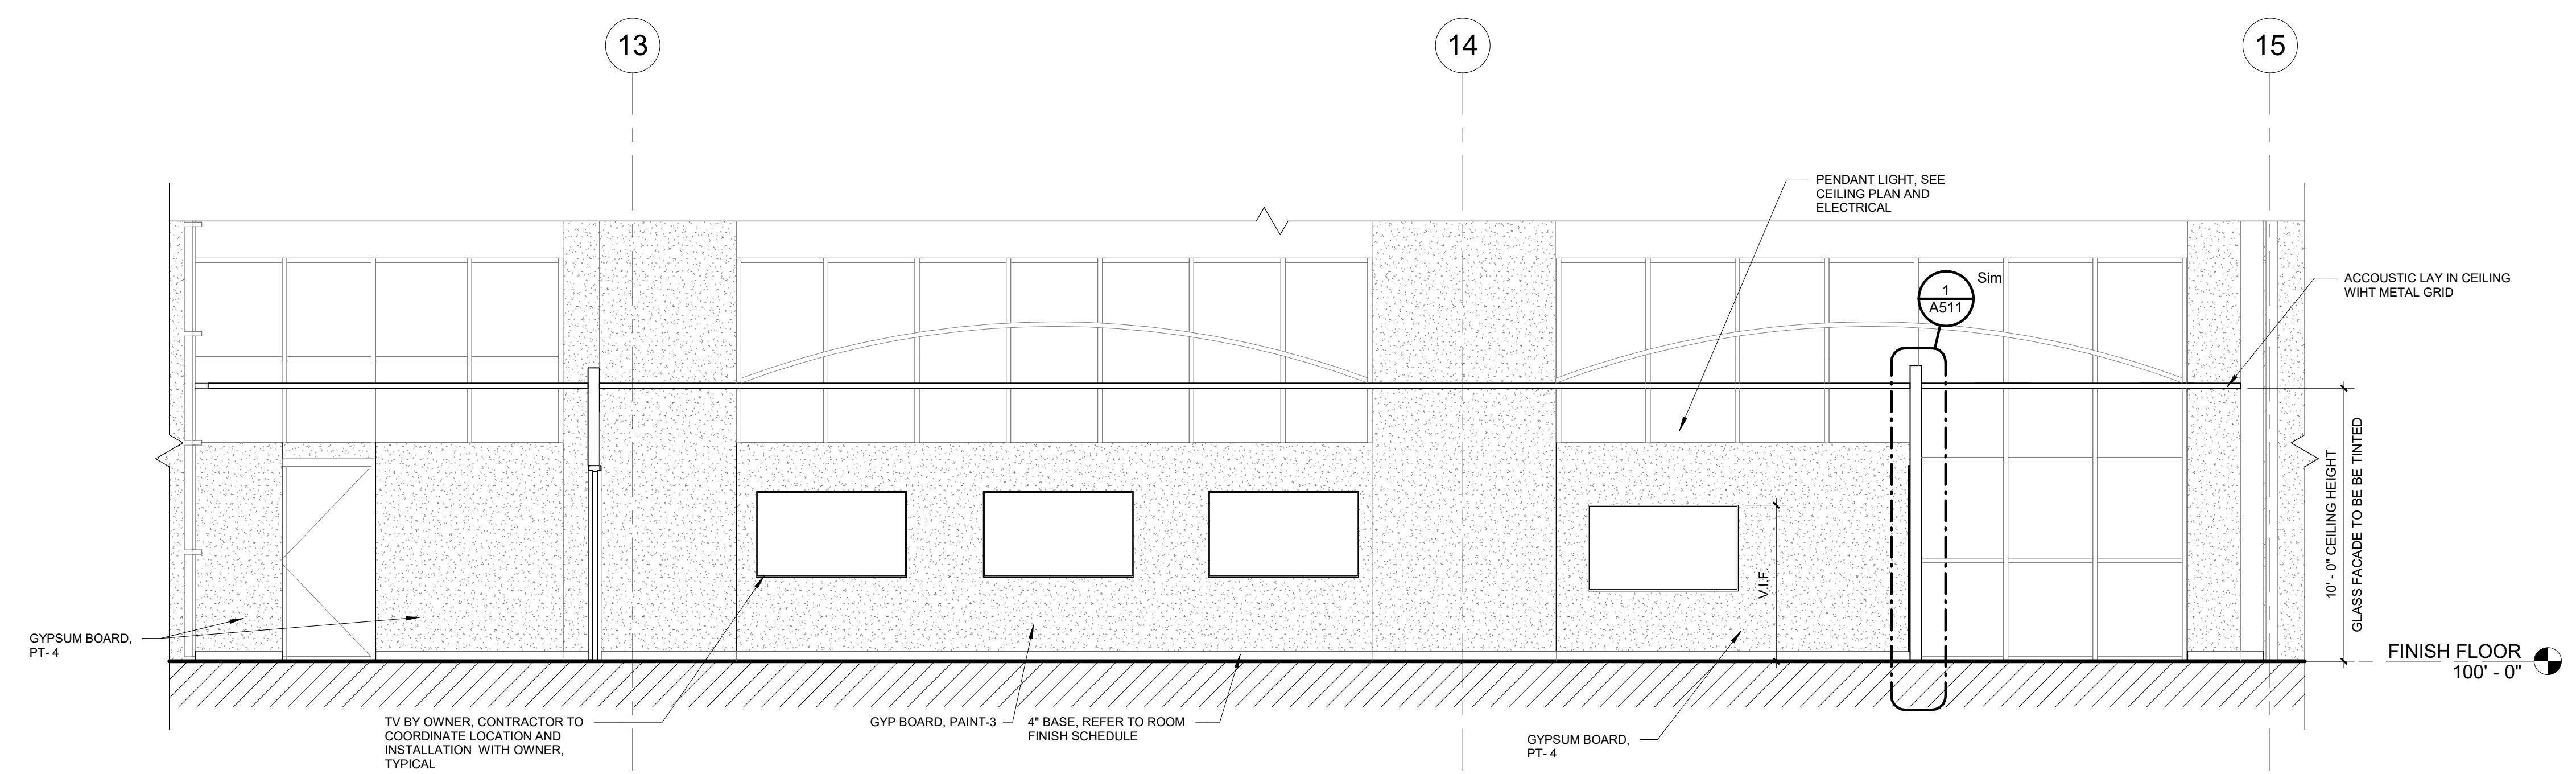 13
14
15
PENDANT LIGHT, SEE
CEILING PLAN AND
ELECTRICAL
1
A511
Sim
ACCOUSTIC LAY IN CEILING
WIHT METAL GRID
10' - 0" CEILING HEIGHT
GLASS FACADE TO BE BE TINTED
V.I.F.
GYPSUM BOARD,
PT- 4
FINISH FLOOR
100' - 0"
TV BY OWNER, CONTRACTOR TO
COORDINATE LOCATION AND
INSTALLATION WITH OWNER,
TYPICAL
GYP BOARD, PAINT-3
4" BASE, REFER TO ROOM
FINISH SCHEDULE
GYPSUM BOARD,
PT- 4